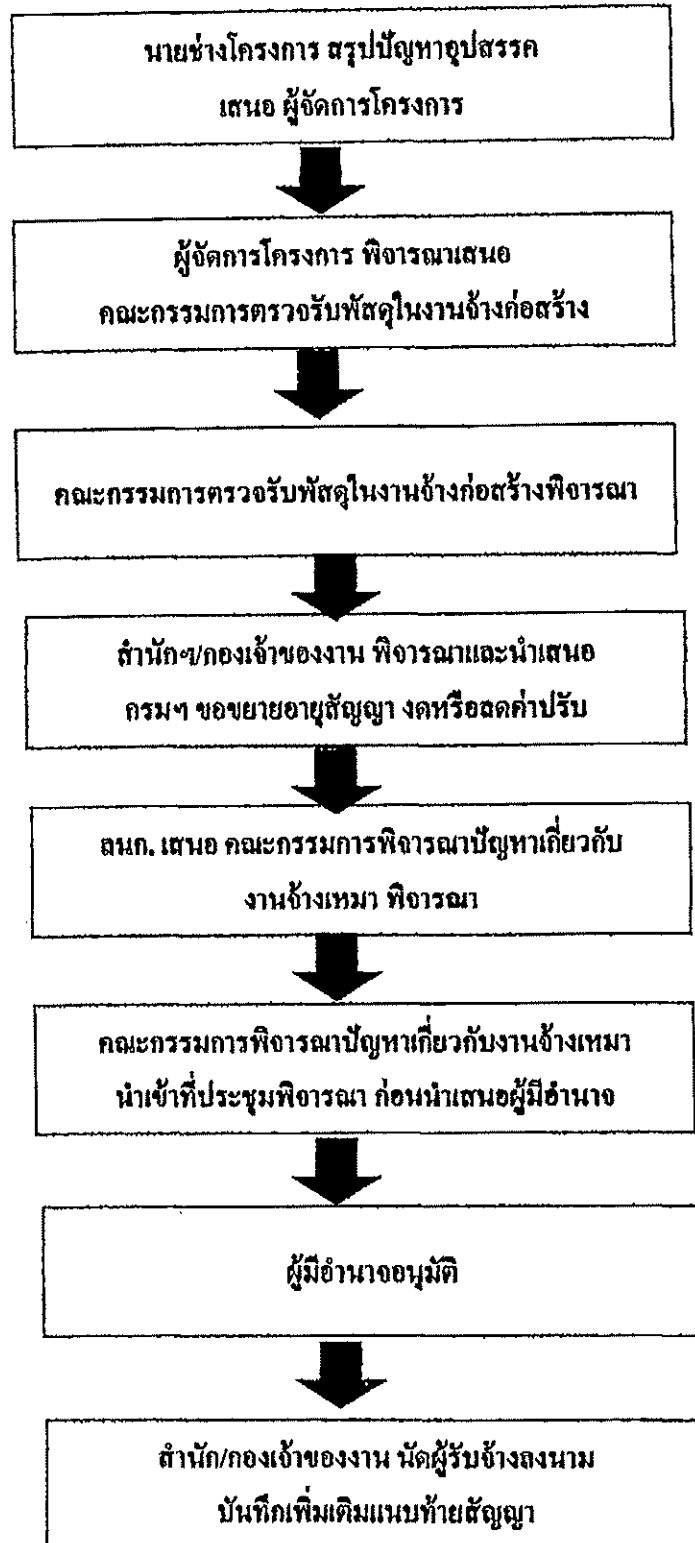 นายช่างโครงการ สรุปปัญหาอุปสรรค
เสนอ ผู้จัดการโครงการ
ผู้จัดการโครงการ พิจารณาเสนอ
คณะกรรมการตรวจรับพัสดุในงานจ้างก่อสร้าง
คณะกรรมการตรวจรับพัสดุในงานจ้างก่อสร้างพิจารณา
สำนักฯ/กองเจ้าของงาน พิจารณาและนำเสนอ
กรมฯ ขอขยายอายุสัญญา งดหรือลดค่าปรับ
ลนก. เสนอ คณะกรรมการพิจารณาปัญหาเกี่ยวกับ
งานจ้างเหมา พิจารณา
คณะกรรมการพิจารณาปัญหาเกี่ยวกับงานจ้างเหมา
นำเข้าที่ประชุมพิจารณา ก่อนนำเสนอผู้มีอำนาจ
ผู้มีอำนาจอนุมัติ
สำนัก/กองเจ้าของงาน นัดผู้รับจ้างลงนาม
บันทึกเพิ่มเติมแนบท้ายสัญญา